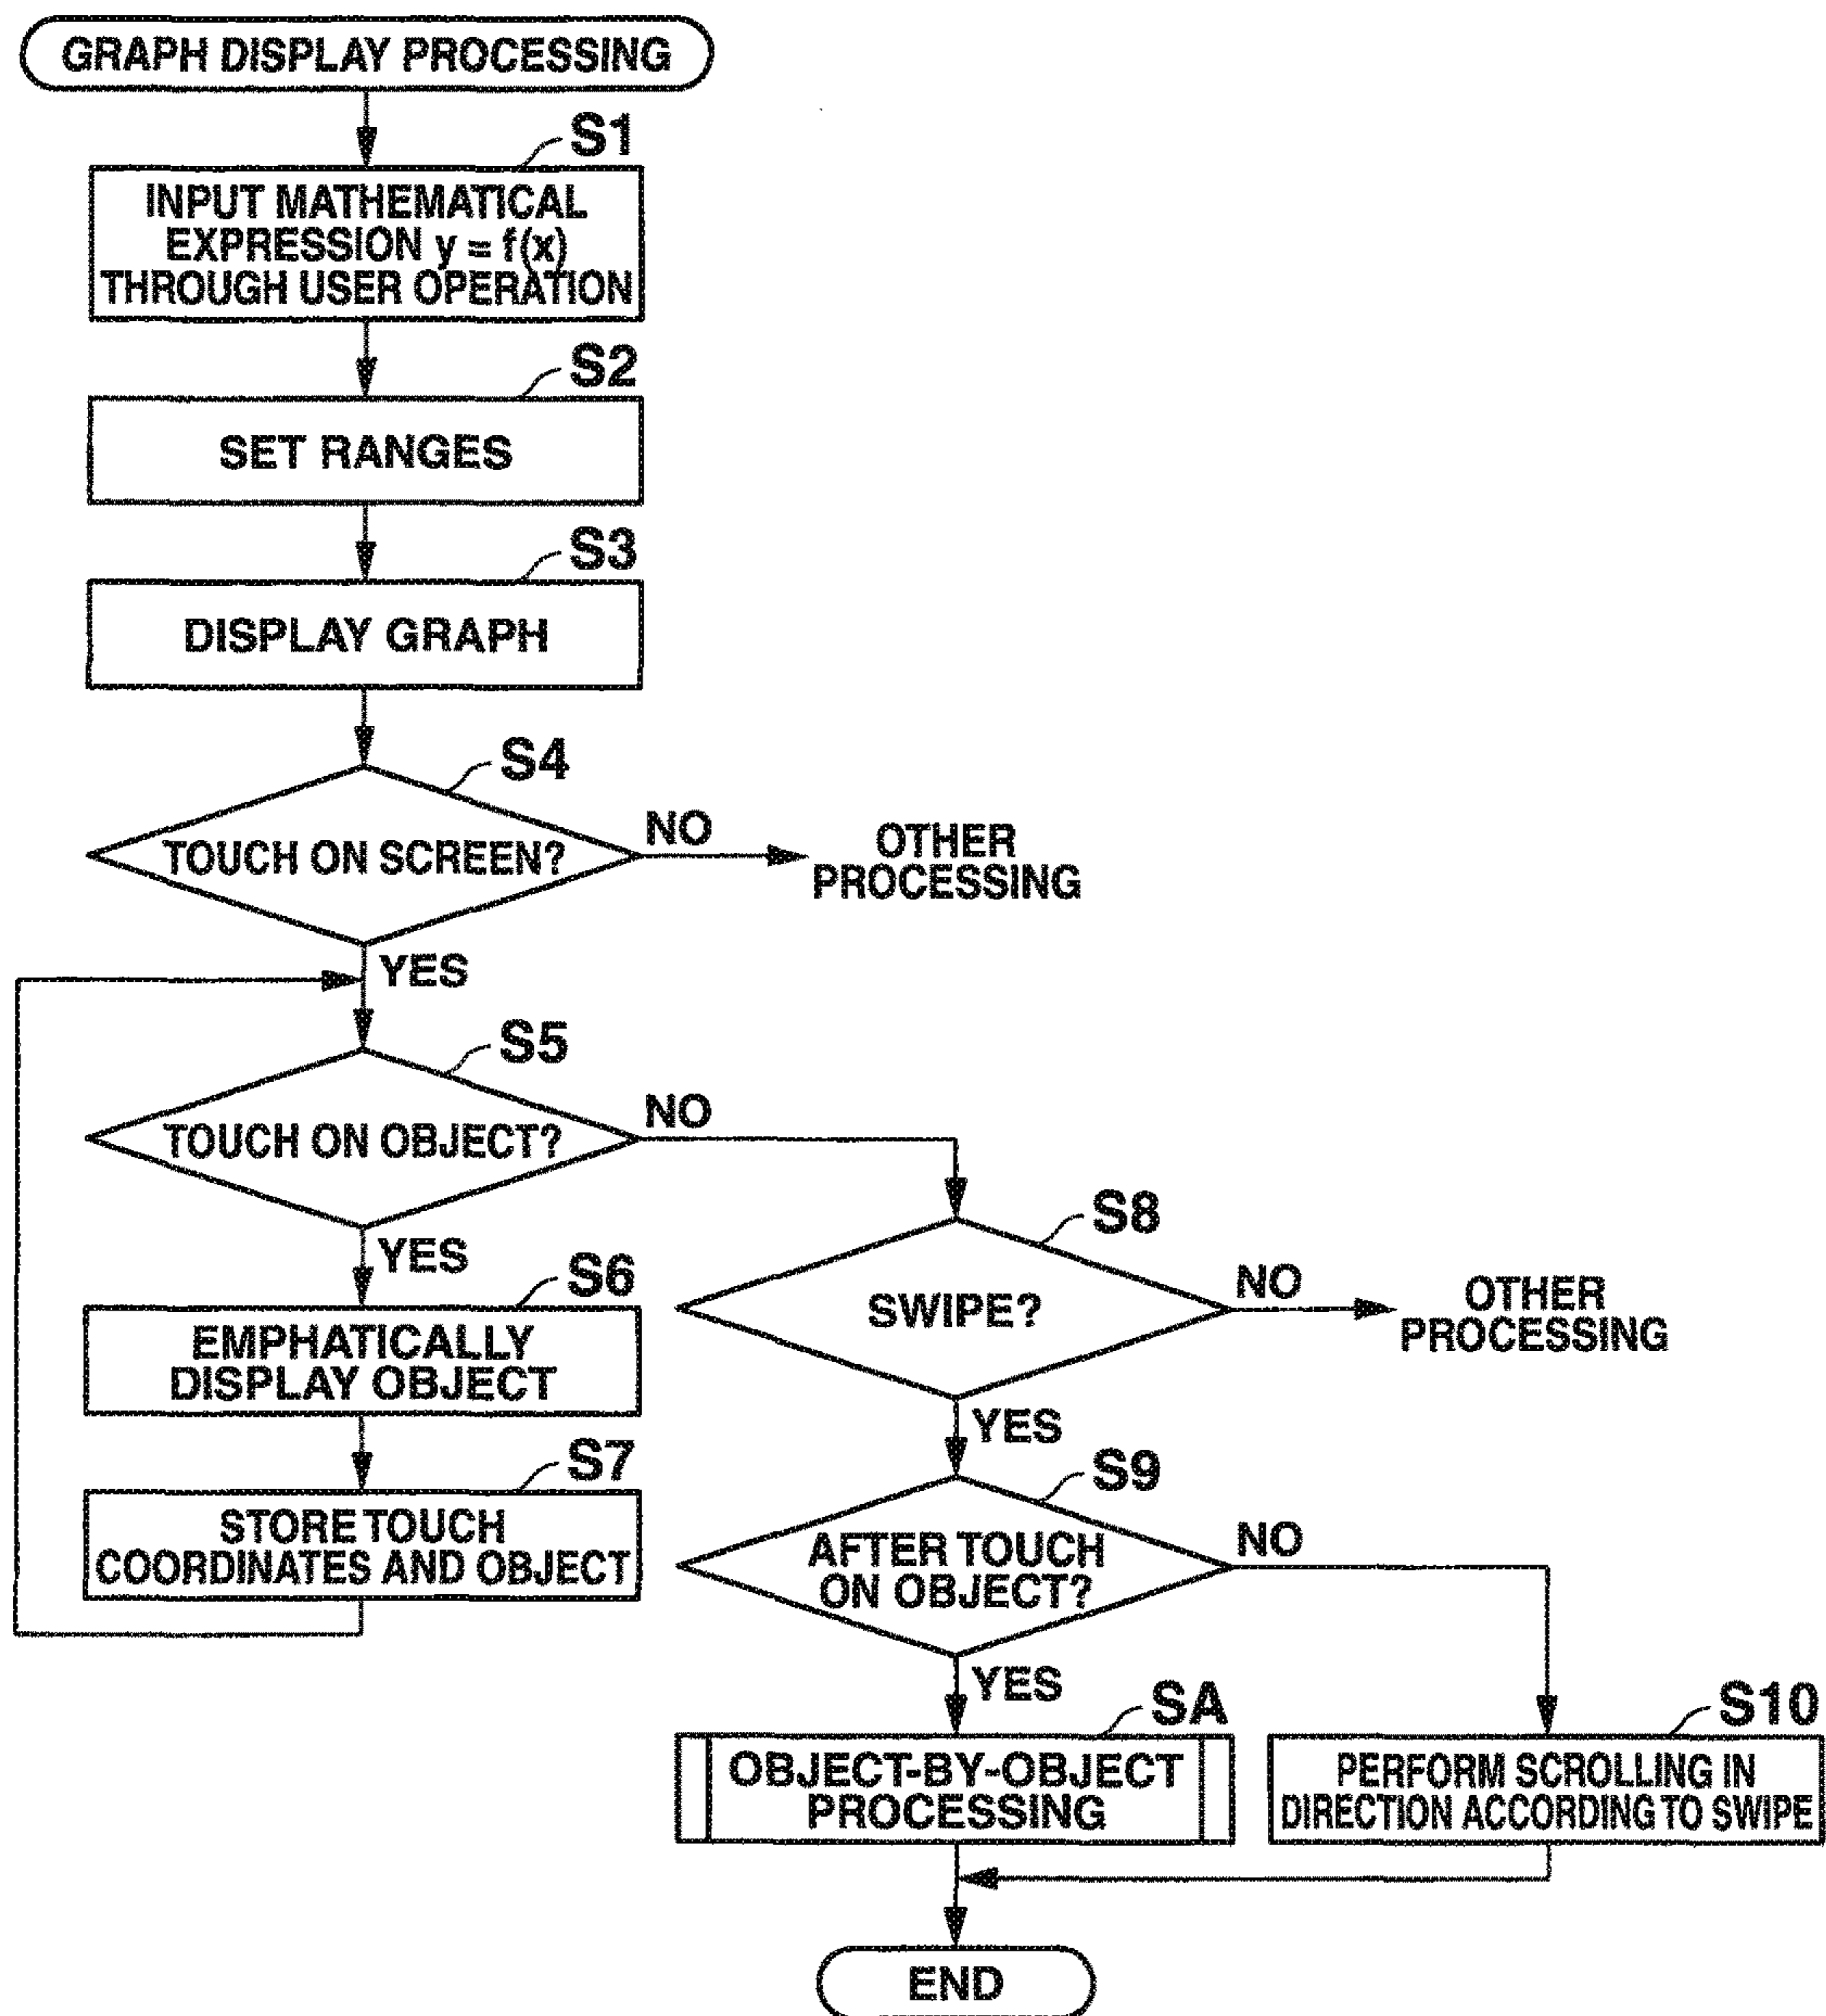 GRAPH DISPLAY PROCESSING
S1
INPUT MATHEMATICAL
EXPRESSION y = f(x)
THROUGH USER OPERATION
S2
SET RANGES
S3
DISPLAY GRAPH
S4
TOUCH ON SCREEN?
NO
OTHER
PROCESSING
YES
S5
TOUCH ON OBJECT?
NO
YES
S6
EMPHATICALLY
DISPLAY OBJECT
S7
STORE TOUCH
COORDINATES AND OBJECT
S8
SWIPE?
NO
OTHER
PROCESSING
YES
S9
AFTER TOUCH
ON OBJECT?
NO
YES
SA
OBJECT-BY-OBJECT
PROCESSING
S10
PERFORM SCROLLING IN
DIRECTION ACCORDING TO SWIPE
END